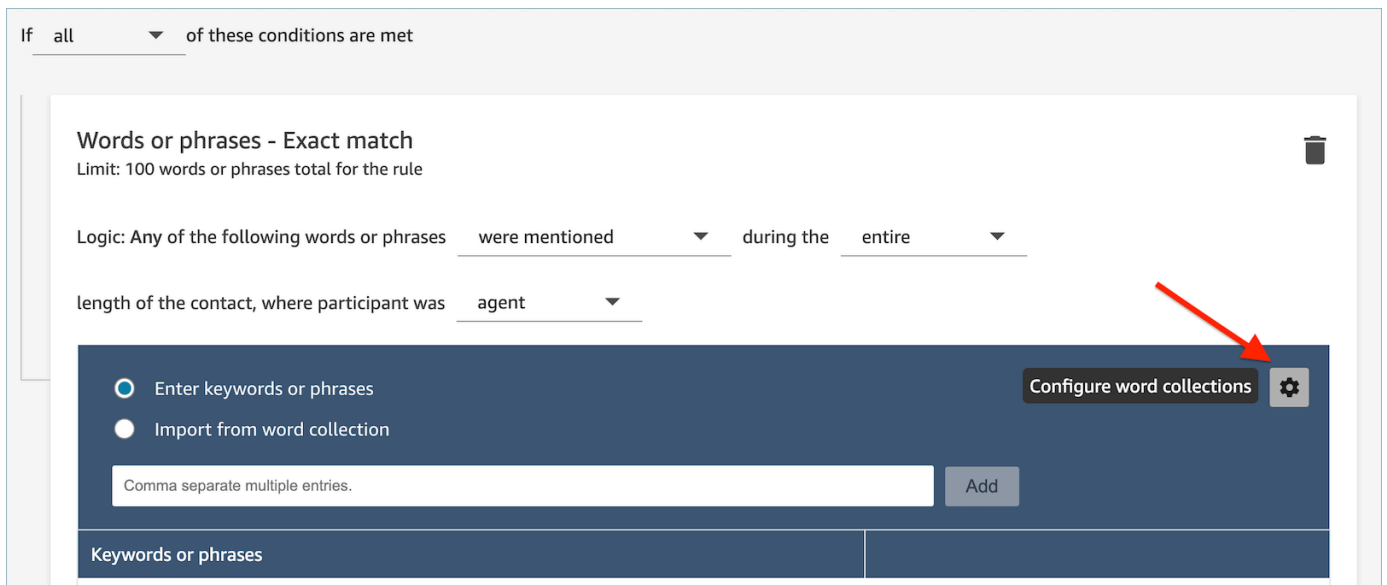 If all of these conditions are met
Words or phrases - Exact match
Limit: 100 words or phrases total for the rule
Logic: Any of the following words or phrases were mentioned during the entire
length of the contact, where participant was agent
Enter keywords or phrases
Configure word collections
Import from word collection
Comma separate multiple entries.
Add
Keywords or phrases